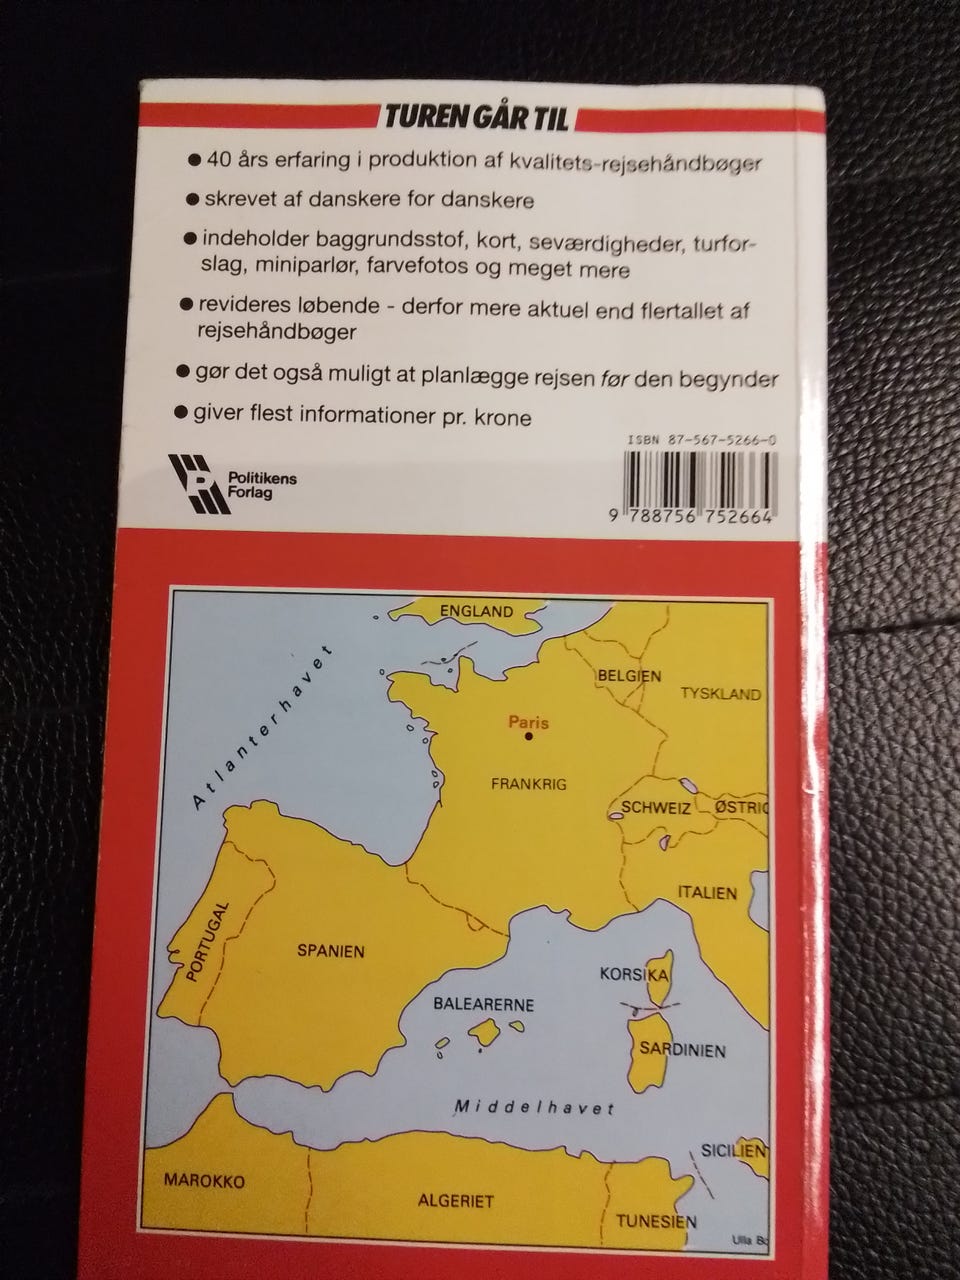 TUREN GÅR TIL
● 40 års erfaring i produktion af kvalitets-rejsehåndbøger
● skrevet af danskere for danskere
● indeholder baggrundsstof, kort, seværdigheder, turfor-
slag, miniparlør, farvefotos og meget mere
● revideres løbende - derfor mere aktuel end flertallet af
rejsehåndbøger
● gør det også muligt at planlægge rejsen før den begynder
● giver flest informationer pr. krone
ISBN 87-567-5266-0
Politikens
Forlag
9 788756 752664
ENGLAND
Atlanterhavet
BELGIEN
TYSKLAND
Paris
FRANKRIG
SCHWEIZ
ØSTRIG
ITALIEN
PORTUGAL
SPANIEN
KORSIKA
BALEARERNE
SARDINIEN
Middelhavet
SICILIEN
MAROKKO
ALGERIET
TUNESIEN
Ulla